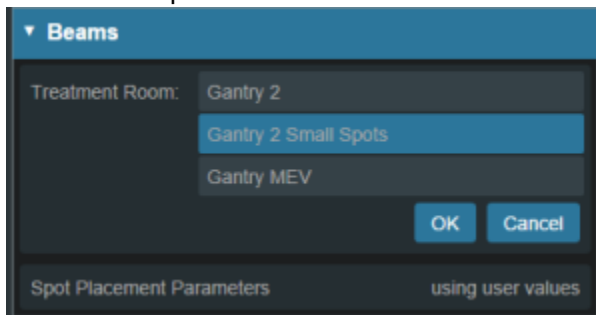 Beams
Treatment Room: Gantry 2
Gantry 2 Small Spots
Gantry MEV
OK Cancel
Spot Placement Parameters using user values